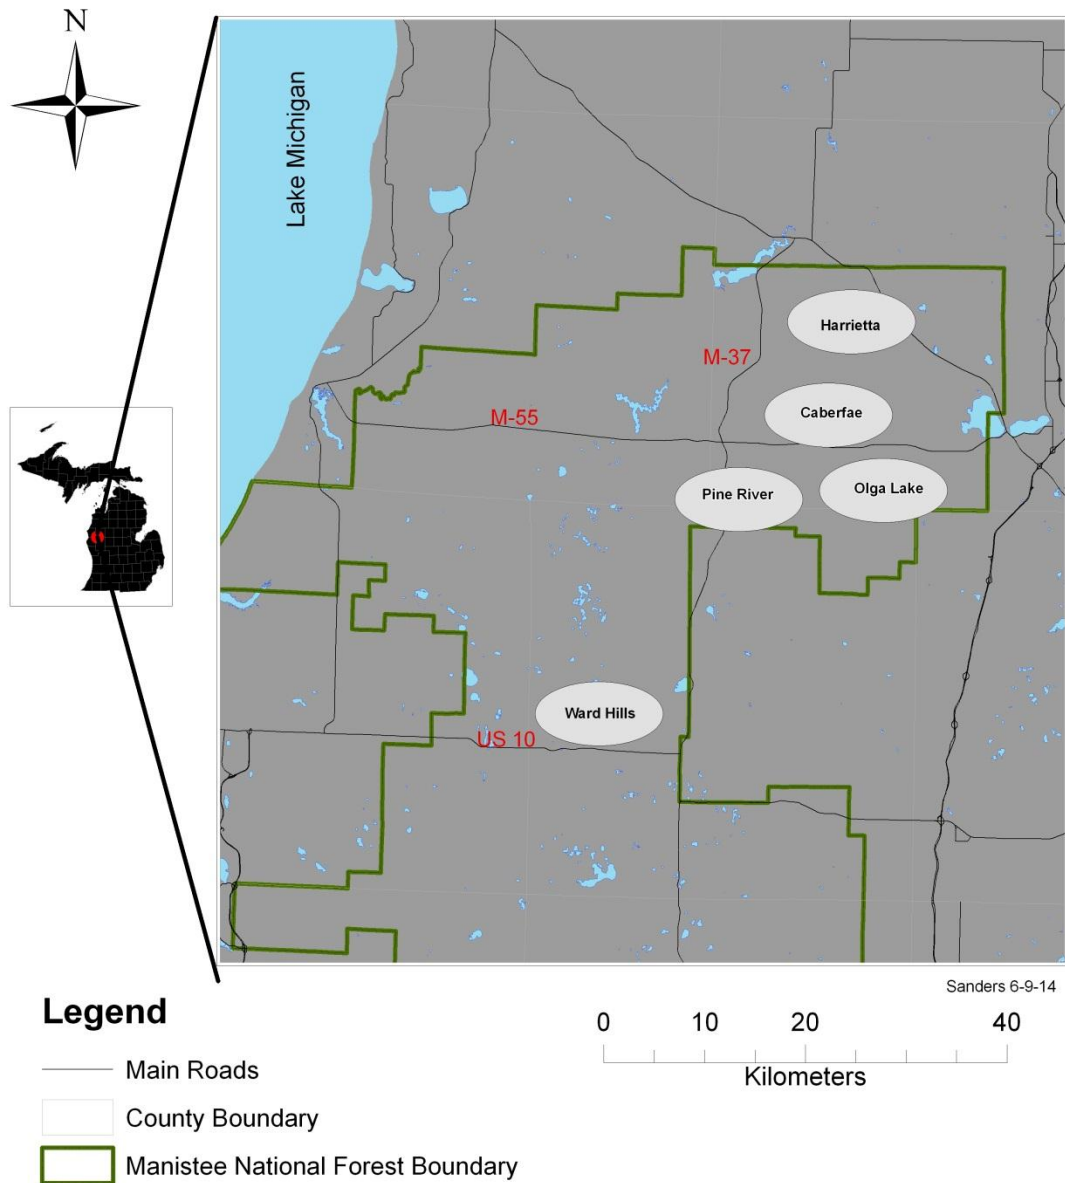 N
Lake Michigan
Harrietta
M-37
Caberfae
M-55
Pine River
Olga Lake
Ward Hills
US 10
Sanders 6-9-14
Legend
0 10 20 40
Kilometers
Main Roads
County Boundary
Manistee National Forest Boundary